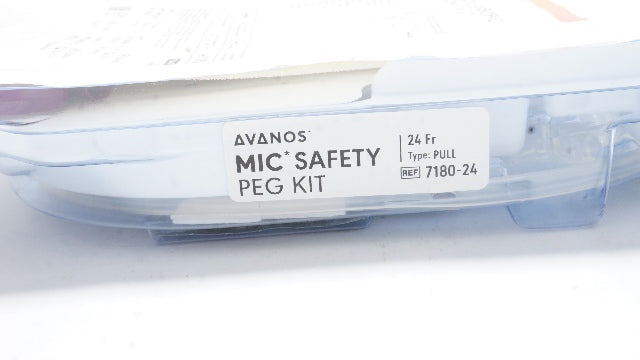 AVANOS*
MIC* SAFETY
PEG KIT
24 Fr
Type: PULL
REF 7180-24